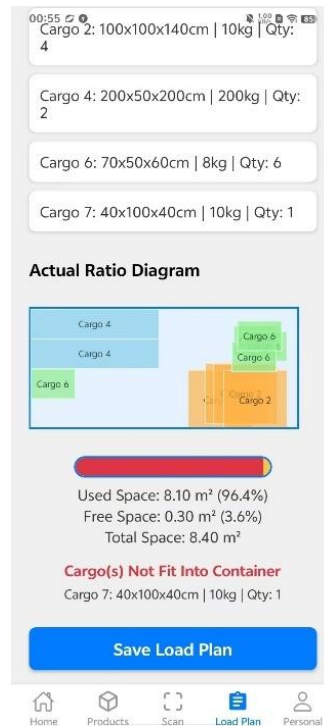 00:55
Cargo 2: 100x100x140cm | 10kg | Qty:
4
Cargo 4: 200x50x200cm | 200kg | Qty:
2
Cargo 6: 70x50x60cm | 8kg | Qty: 6
Cargo 7: 40x100x40cm | 10kg | Qty: 1
Actual Ratio Diagram
Cargo 4
Cargo 4
Cargo 6
Cargo 6
Cargo 6
Cargo 2
Used Space: 8.10 m² (96.4%)
Free Space: 0.30 m² (3.6%)
Total Space: 8.40 m²
Cargo(s) Not Fit Into Container
Cargo 7: 40x100x40cm | 10kg | Qty: 1
Save Load Plan
Home Products Scan Load Plan Personal